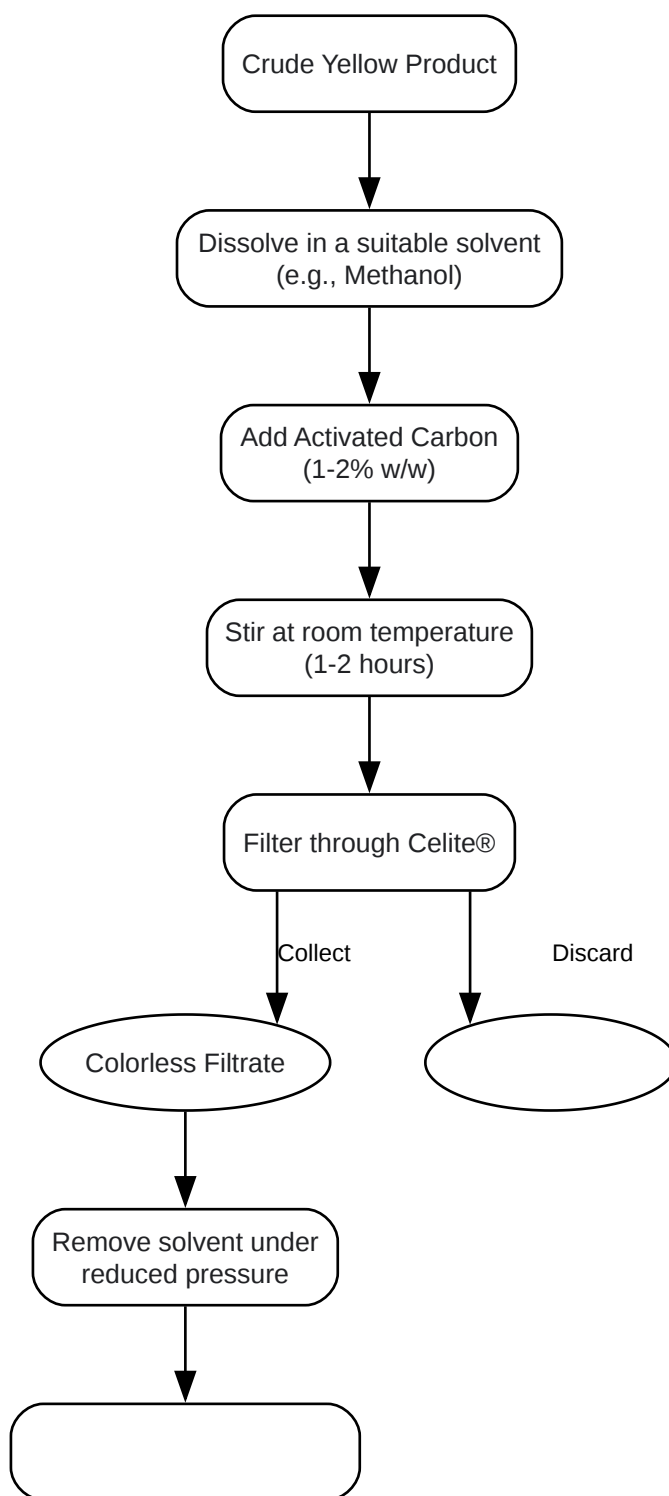 Crude Yellow Product
Dissolve in a suitable solvent
(e.g., Methanol)
Add Activated Carbon
(1-2% w/w)
Stir at room temperature
(1-2 hours)
Filter through Celite®
Collect
Discard
Colorless Filtrate
Remove solvent under
reduced pressure